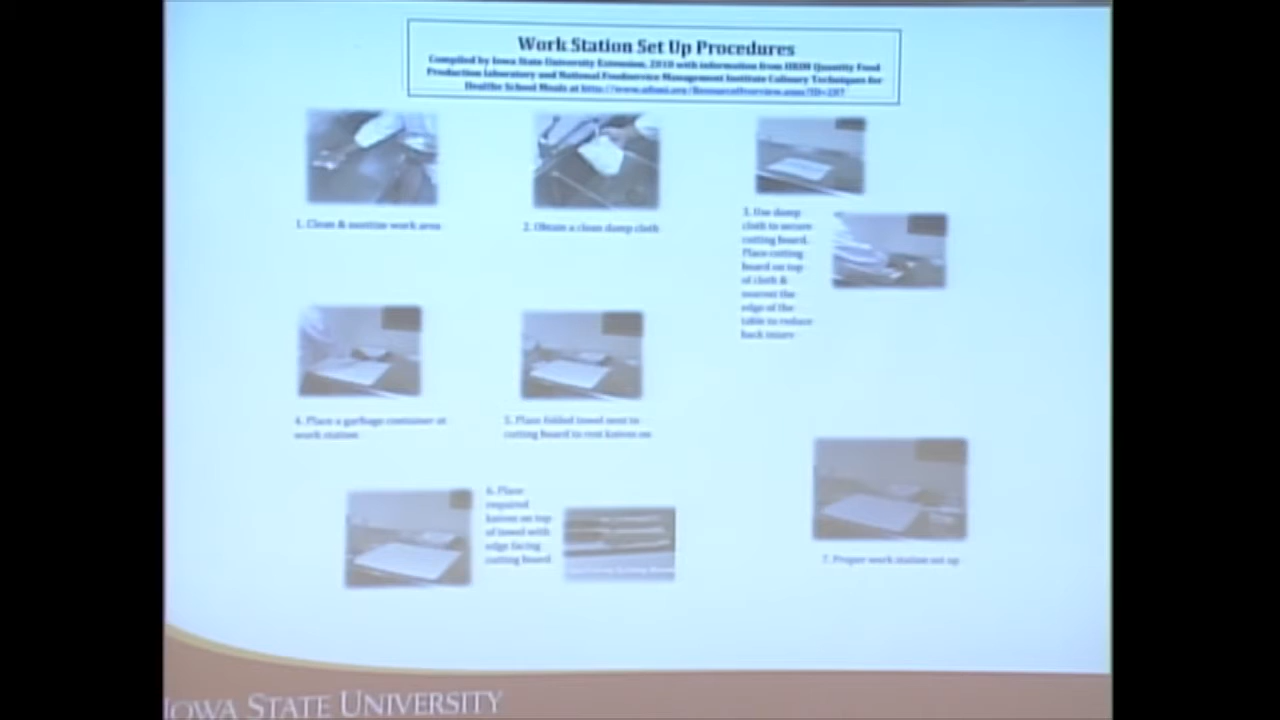 Work Station Set Up Procedures
Compiled by Iowa State University Extension, 2010 with information from HRIM Quantity Food
Production Laboratory and National Foodservice Management Institute Culinary Techniques for
Healthy School Meals at
1. Clean & sanitize work area
2. Obtain a clean damp cloth
3. Use damp
cloth to secure
cutting board.
Place cutting
board on top
of cloth &
nearest the
edge of the
table to reduce
back injury
4. Place a garbage container at
work station
5. Place folded towel next to
cutting board to rest knives on
6. Place
required
knives on top
of towel with
edge facing
cutting board
7. Proper work station set up
IOWA STATE UNIVERSITY